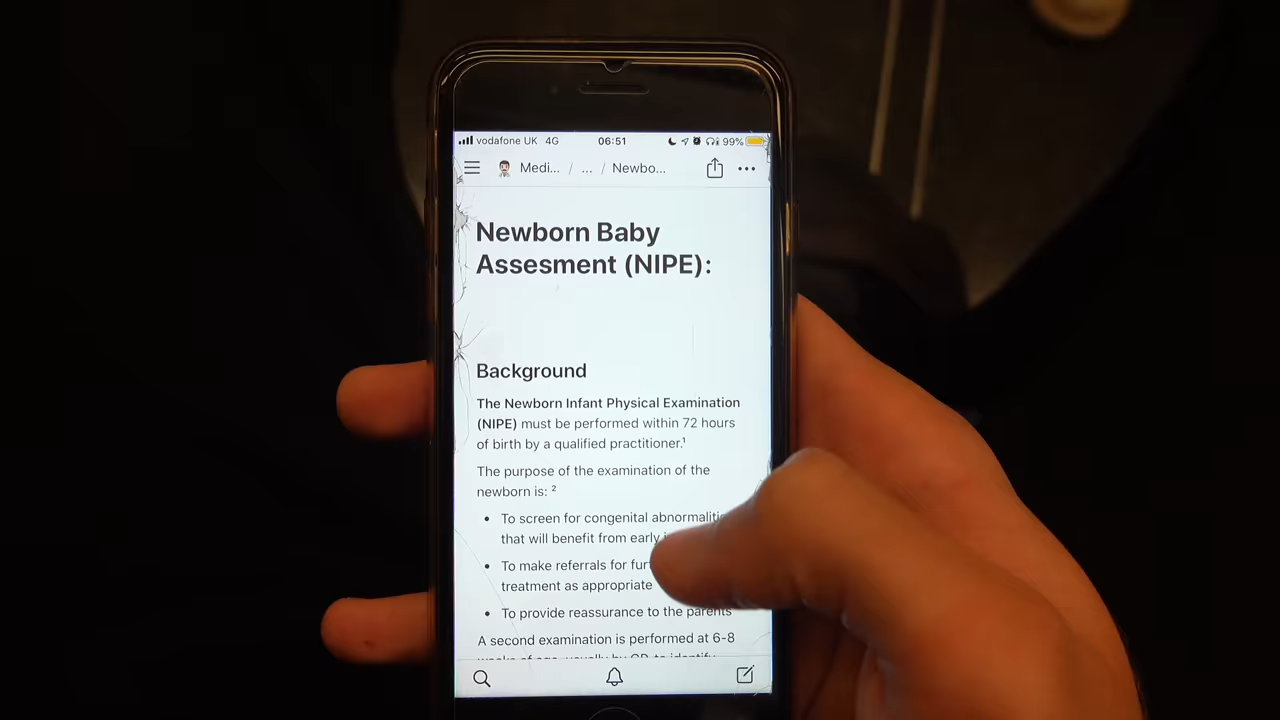 vodafone UK 4G 06:51 99%
Medi... / ... / Newbo...
Newborn Baby
Assesment (NIPE):
Background
The Newborn Infant Physical Examination
(NIPE) must be performed within 72 hours
of birth by a qualified practitioner.¹
The purpose of the examination of the
newborn is: ²
• To screen for congenital
that will benefit from early
• To make referrals for
treatment as appropriate
• To provide reassurance to the parents
A second examination is performed at 6-8